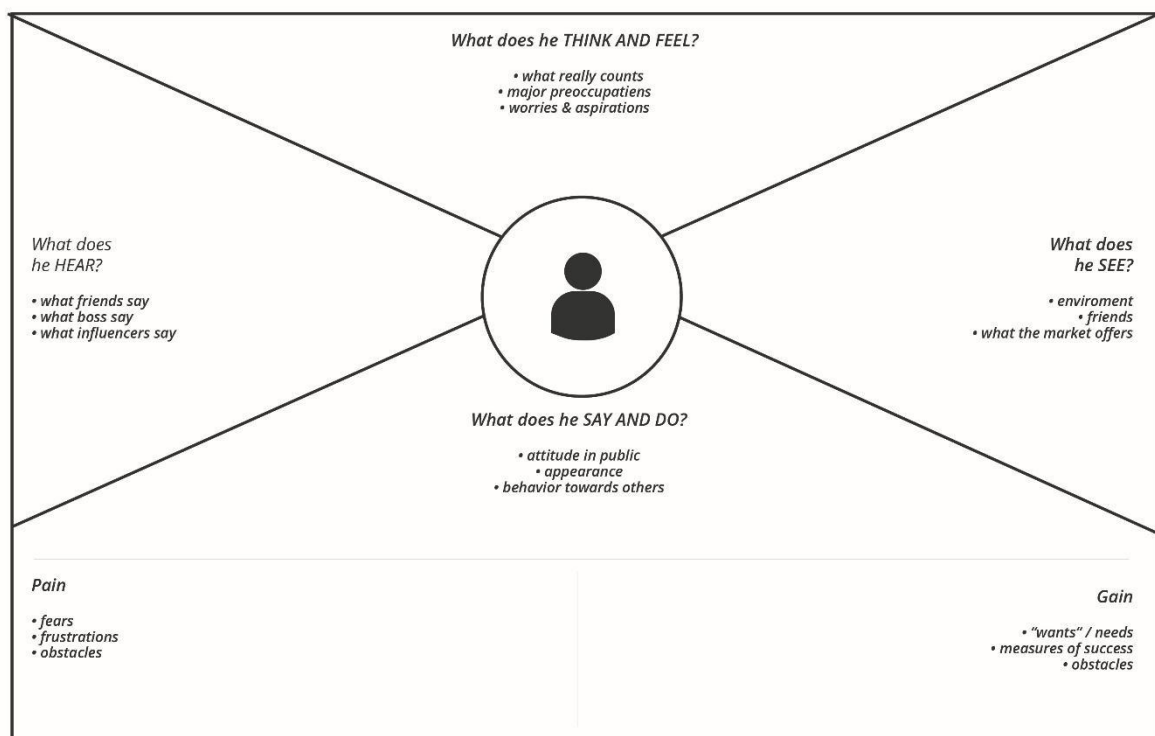 What does he THINK AND FEEL?
• what really counts
• major preoccupatiens
• worries & aspirations
What does
he HEAR?
• what friends say
• what boss say
• what influencers say
What does
he SEE?
• enviroment
• friends
• what the market offers
What does he SAY AND DO?
• attitude in public
• appearance
• behavior towards others
Pain
• fears
• frustrations
• obstacles
Gain
• “wants” / needs
• measures of success
• obstacles